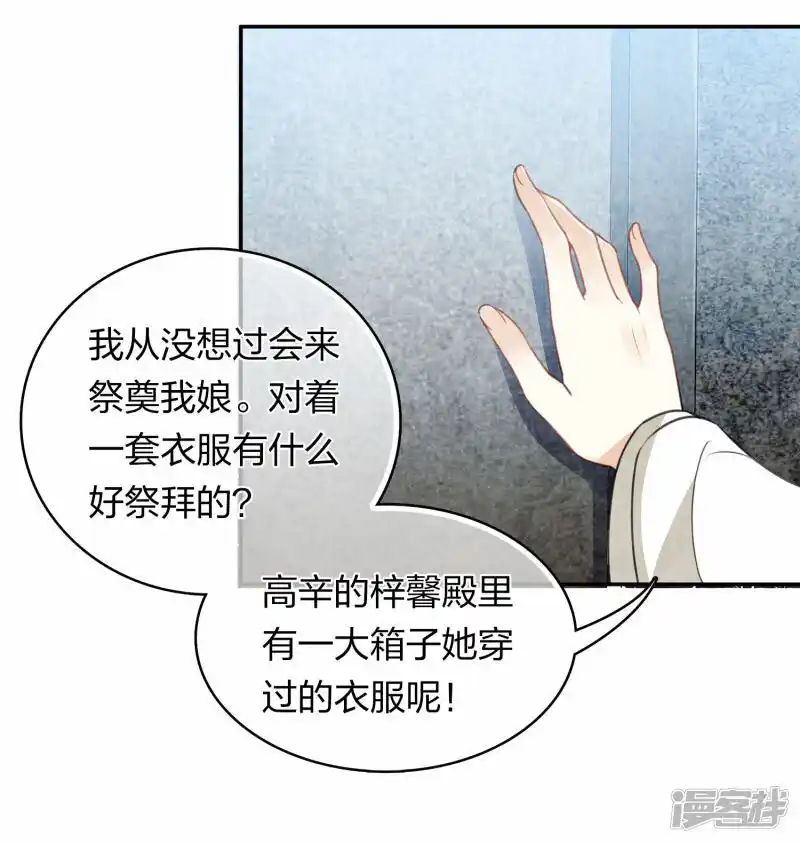 我从没想过会来
祭奠我娘。对着
一套衣服有什么
好祭拜的?
高辛的梓馨殿里
有一大箱子她穿
过的衣服呢!
漫客栈